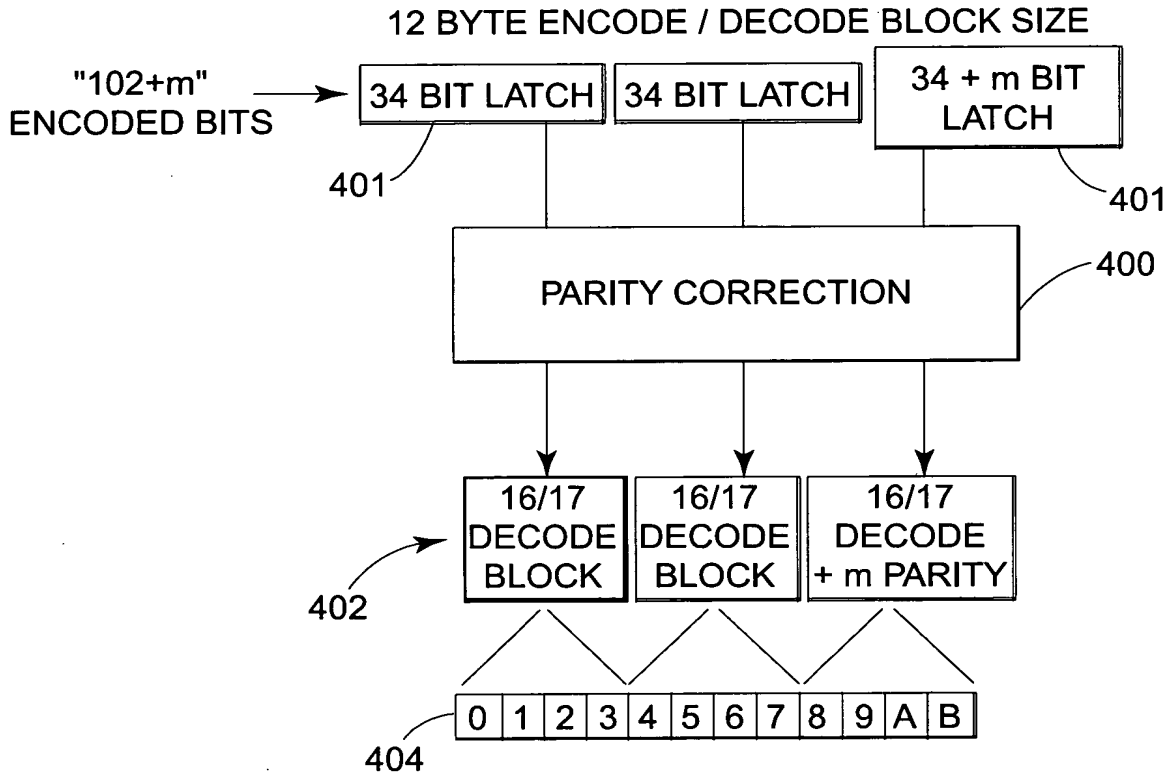 12 BYTE ENCODE / DECODE BLOCK SIZE
"102+m"
ENCODED BITS
34 BIT LATCH
34 BIT LATCH
34 + m BIT
LATCH
401
401
PARITY CORRECTION
400
16/17
DECODE
BLOCK
16/17
DECODE
BLOCK
16/17
DECODE
+ m PARITY
402
0 1 2 3 4 5 6 7 8 9 A B
404